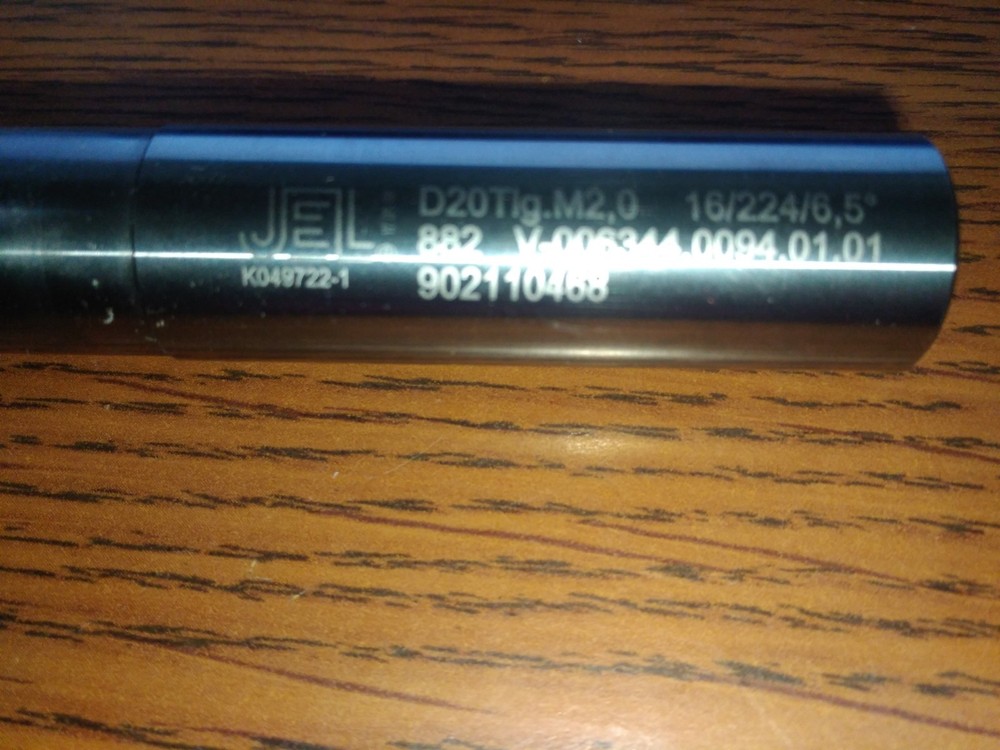 JEL
K049722-1
D20Tlg.M2,0 16/224/6,5°
882 V-006344.0094.01.01
902110468